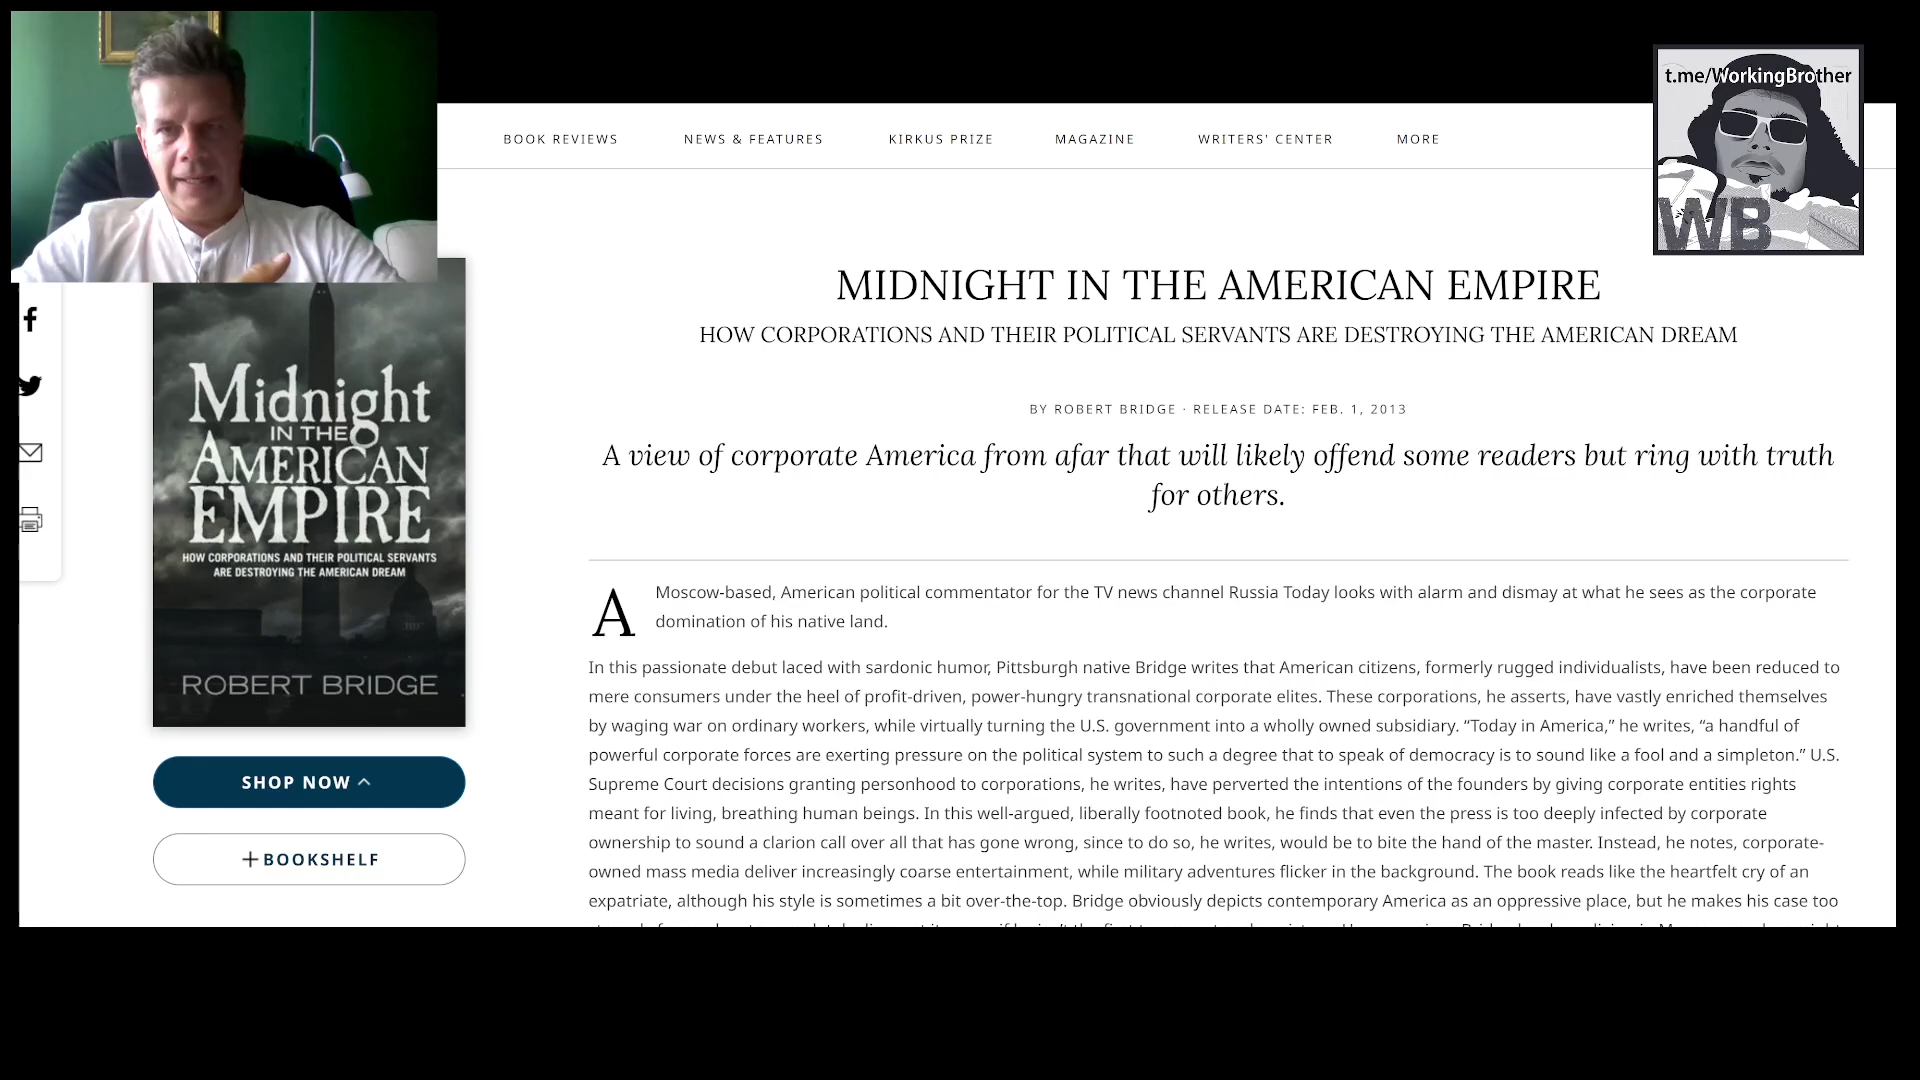 t.me/WorkingBrother
WB
BOOK REVIEWS
NEWS & FEATURES
KIRKUS PRIZE
MAGAZINE
WRITERS' CENTER
MORE
MIDNIGHT IN THE AMERICAN EMPIRE
HOW CORPORATIONS AND THEIR POLITICAL SERVANTS ARE DESTROYING THE AMERICAN DREAM
BY ROBERT BRIDGE · RELEASE DATE: FEB. 1, 2013
A view of corporate America from afar that will likely offend some readers but ring with truth
for others.
Midnight
IN THE
AMERICAN
EMPIRE
HOW CORPORATIONS AND THEIR POLITICAL SERVANTS
ARE DESTROYING THE AMERICAN DREAM
ROBERT BRIDGE
SHOP NOW
+BOOKSHELF
A Moscow-based, American political commentator for the TV news channel Russia Today looks with alarm and dismay at what he sees as the corporate
domination of his native land.
In this passionate debut laced with sardonic humor, Pittsburgh native Bridge writes that American citizens, formerly rugged individualists, have been reduced to
mere consumers under the heel of profit-driven, power-hungry transnational corporate elites. These corporations, he asserts, have vastly enriched themselves
by waging war on ordinary workers, while virtually turning the U.S. government into a wholly owned subsidiary. “Today in America,” he writes, “a handful of
powerful corporate forces are exerting pressure on the political system to such a degree that to speak of democracy is to sound like a fool and a simpleton.” U.S.
Supreme Court decisions granting personhood to corporations, he writes, have perverted the intentions of the founders by giving corporate entities rights
meant for living, breathing human beings. In this well-argued, liberally footnoted book, he finds that even the press is too deeply infected by corporate
ownership to sound a clarion call over all that has gone wrong, since to do so, he writes, would be to bite the hand of the master. Instead, he notes, corporate-
owned mass media deliver increasingly coarse entertainment, while military adventures flicker in the background. The book reads like the heartfelt cry of an
expatriate, although his style is sometimes a bit over-the-top. Bridge obviously depicts contemporary America as an oppressive place, but he makes his case too